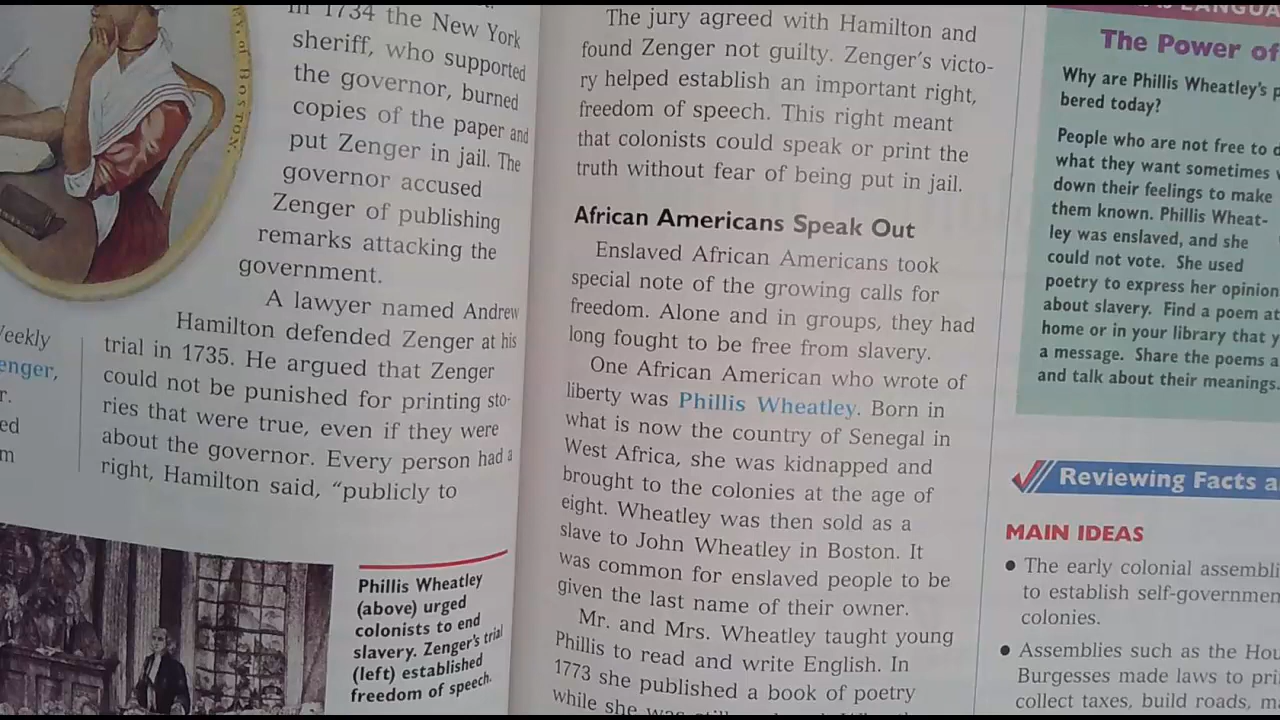 RY, of BOSTON.
in 1734 the New York
sheriff, who supported
the governor, burned
copies of the paper and
put Zenger in jail. The
governor accused
Zenger of publishing
remarks attacking the
government.
A lawyer named Andrew
Hamilton defended Zenger at his
trial in 1735. He argued that Zenger
could not be punished for printing sto-
ries that were true, even if they were
about the governor. Every person had a
right, Hamilton said, “publicly to
Weekly
enger,
r.
ed
m
Phillis Wheatley
(above) urged
colonists to end
slavery. Zenger's trial
(left) established
freedom of speech.
The jury agreed with Hamilton and
found Zenger not guilty. Zenger's victo-
ry helped establish an important right,
freedom of speech. This right meant
that colonists could speak or print the
truth without fear of being put in jail.
African Americans Speak Out
Enslaved African Americans took
special note of the growing calls for
freedom. Alone and in groups, they had
long fought to be free from slavery.
One African American who wrote of
liberty was Phillis Wheatley. Born in
what is now the country of Senegal in
West Africa, she was kidnapped and
brought to the colonies at the age of
eight. Wheatley was then sold as a
slave to John Wheatley in Boston. It
was common for enslaved people to be
given the last name of their owner.
Mr. and Mrs. Wheatley taught young
Phillis to read and write English. In
1773 she published a book of poetry
while she was
The Power of
Why are Phillis Wheatley's p
bered today?
People who are not free to d
what they want sometimes w
down their feelings to make
them known. Phillis Wheat-
ley was enslaved, and she
could not vote. She used
poetry to express her opinion
about slavery. Find a poem at
home or in your library that y
a message. Share the poems a
and talk about their meanings.
Reviewing Facts a
MAIN IDEAS
● The early colonial assembli
to establish self-governmen
colonies.
● Assemblies such as the Hou
Burgesses made laws to pri
collect taxes, build roads, ma